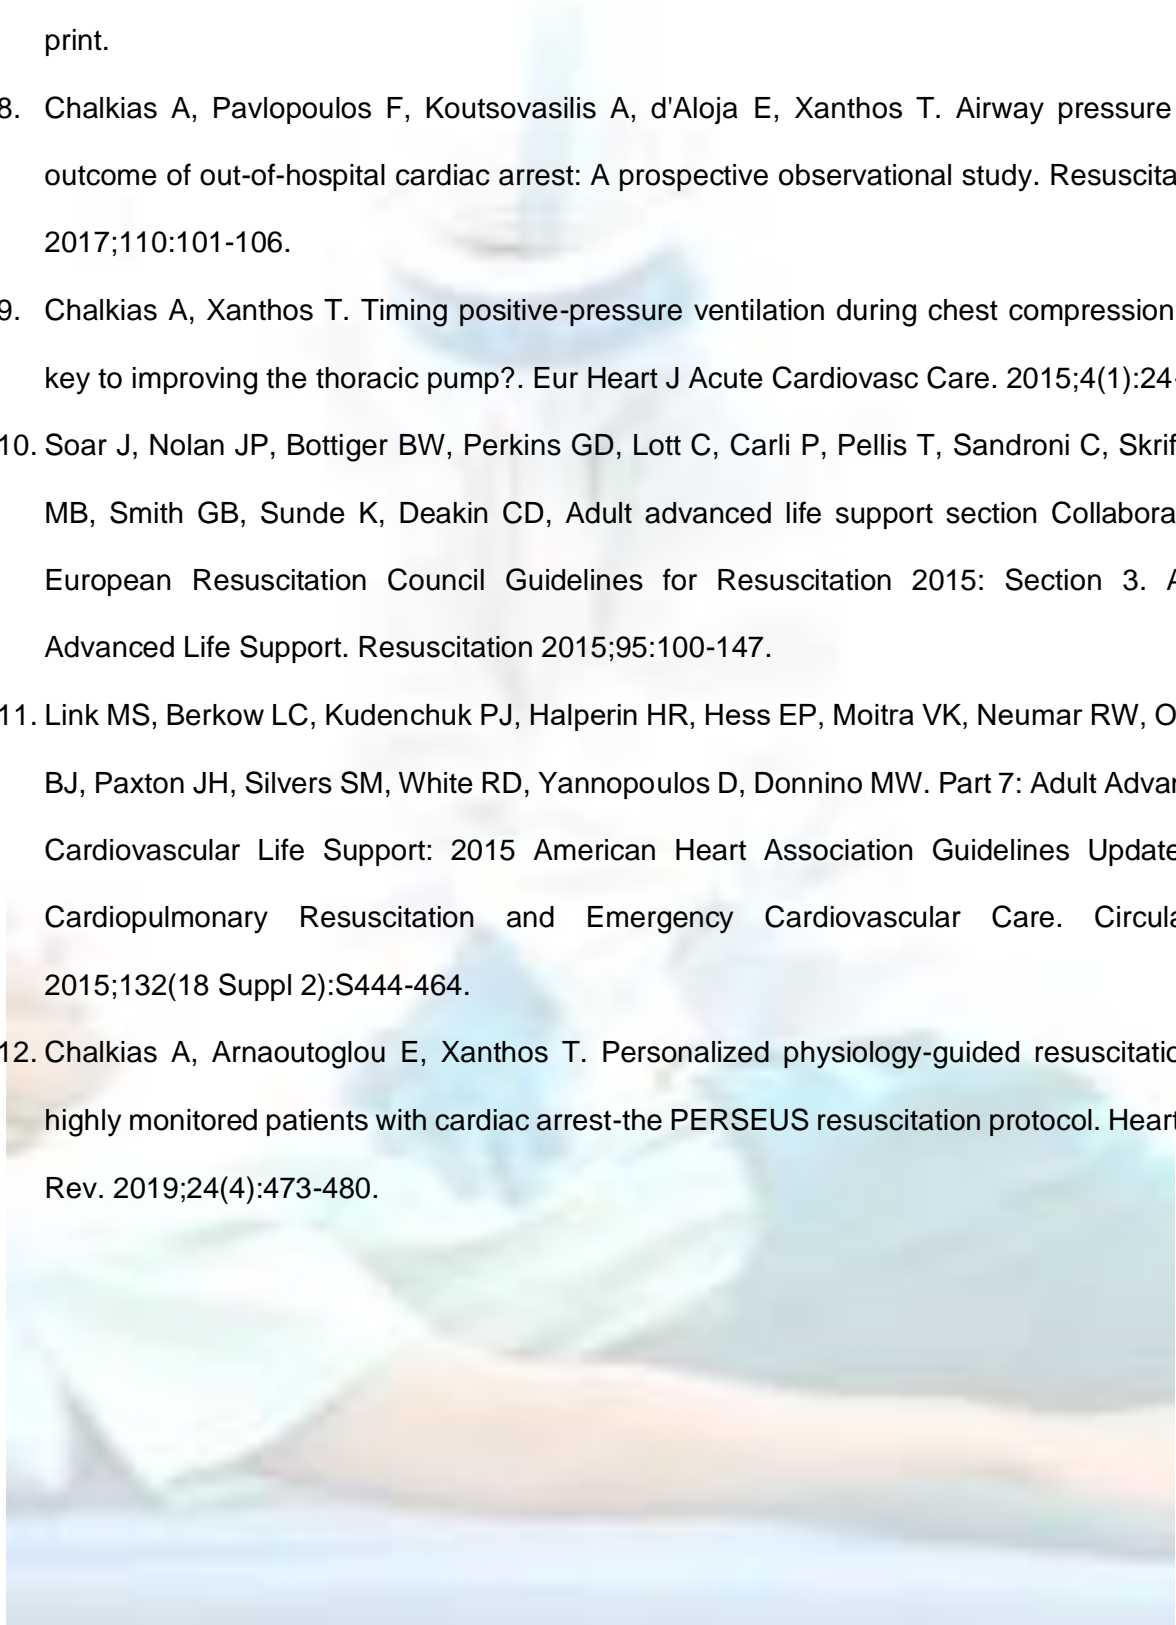 print.
8. Chalkias A, Pavlopoulos F, Koutsovasilis A, d'Aloja E, Xanthos T. Airway pressure
outcome of out-of-hospital cardiac arrest: A prospective observational study. Resuscita
2017;110:101-106.
9. Chalkias A, Xanthos T. Timing positive-pressure ventilation during chest compression
key to improving the thoracic pump?. Eur Heart J Acute Cardiovasc Care. 2015;4(1):24-
10. Soar J, Nolan JP, Bottiger BW, Perkins GD, Lott C, Carli P, Pellis T, Sandroni C, Skrif
MB, Smith GB, Sunde K, Deakin CD, Adult advanced life support section Collabora
European Resuscitation Council Guidelines for Resuscitation 2015: Section 3. A
Advanced Life Support. Resuscitation 2015;95:100-147.
11. Link MS, Berkow LC, Kudenchuk PJ, Halperin HR, Hess EP, Moitra VK, Neumar RW, O
BJ, Paxton JH, Silvers SM, White RD, Yannopoulos D, Donnino MW. Part 7: Adult Advan
Cardiovascular Life Support: 2015 American Heart Association Guidelines Update
Cardiopulmonary Resuscitation and Emergency Cardiovascular Care. Circula
2015;132(18 Suppl 2):S444-464.
12. Chalkias A, Arnaoutoglou E, Xanthos T. Personalized physiology-guided resuscitatio
highly monitored patients with cardiac arrest-the PERSEUS resuscitation protocol. Heart
Rev. 2019;24(4):473-480.